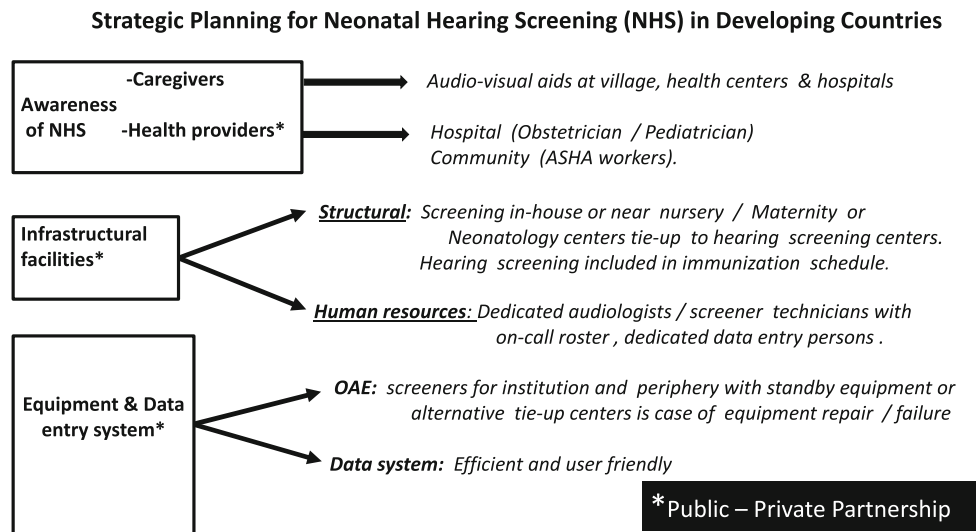 Strategic Planning for Neonatal Hearing Screening (NHS) in Developing Countries
-Caregivers
Awareness
of NHS -Health providers*
Audio-visual aids at village, health centers & hospitals
Hospital (Obstetrician / Pediatrician)
Community (ASHA workers).
Infrastructural
facilities*
Structural: Screening in-house or near nursery / Maternity or
Neonatology centers tie-up to hearing screening centers.
Hearing screening included in immunization schedule.
Human resources: Dedicated audiologists / screener technicians with
on-call roster , dedicated data entry persons .
Equipment & Data
entry system*
OAE: screeners for institution and periphery with standby equipment or
alternative tie-up centers is case of equipment repair / failure
Data system: Efficient and user friendly
*Public – Private Partnership